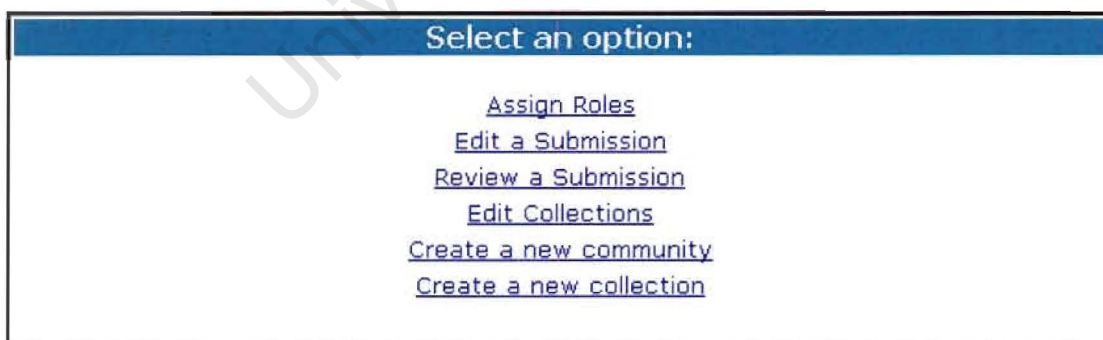 Select an option:
Assign Roles
Edit a Submission
Review a Submission
Edit Collections
Create a new community
Create a new collection